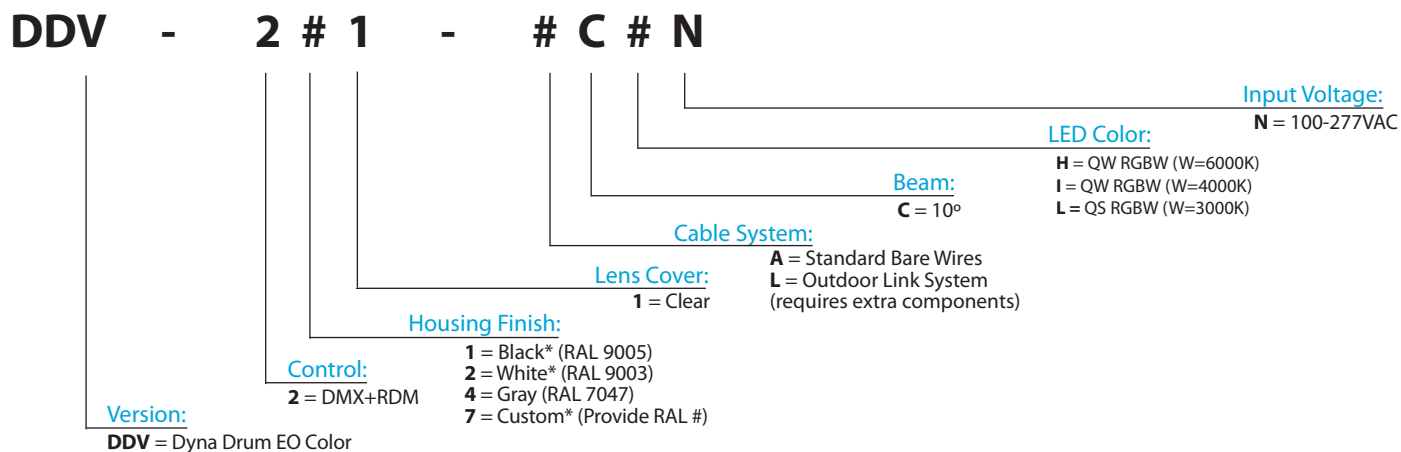 DDV - 2 # 1 - # C # N
Input Voltage:
N = 100-277VAC
LED Color:
H = QW RGBW (W=6000K)
I = QW RGBW (W=4000K)
L = QS RGBW (W=3000K)
Beam:
C = 10º
Cable System:
A = Standard Bare Wires
L = Outdoor Link System
(requires extra components)
Lens Cover:
1 = Clear
Housing Finish:
1 = Black* (RAL 9005)
2 = White* (RAL 9003)
4 = Gray (RAL 7047)
7 = Custom* (Provide RAL #)
Control:
2 = DMX+RDM
Version:
DDV = Dyna Drum EO Color